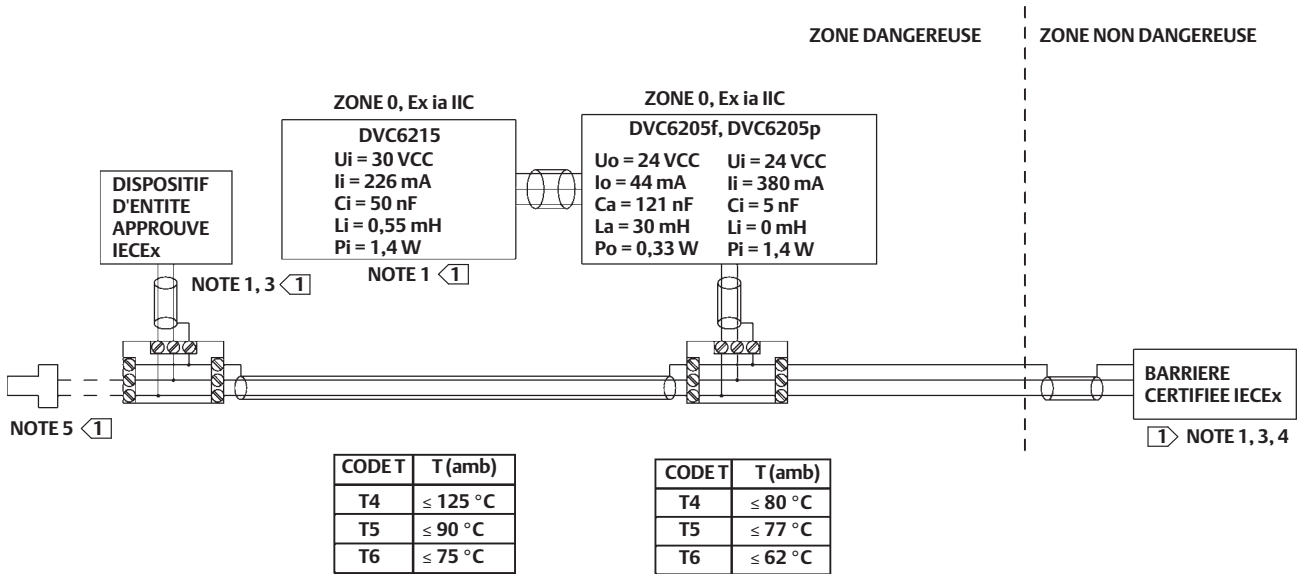 ZONE DANGEREUSE
ZONE NON DANGEREUSE
ZONE 0, Ex ia IIC
DVC6215
Ui = 30 VCC
Ii = 226 mA
Ci = 50 nF
Li = 0,55 mH
Pi = 1,4 W
NOTE 1 1
ZONE 0, Ex ia IIC
DVC6205f, DVC6205p
Uo = 24 VCC
Io = 44 mA
Ca = 121 nF
La = 30 mH
Po = 0,33 W
Ui = 24 VCC
Ii = 380 mA
Ci = 5 nF
Li = 0 mH
Pi = 1,4 W
DISPOSITIF
D'ENTITE
APPROUVE
IECEx
NOTE 1, 3 1
NOTE 5 1
BARRIERE
CERTIFIEE IECEx
1 NOTE 1, 3, 4
CODE T T (amb)
T4 ≤ 125 °C
T5 ≤ 90 °C
T6 ≤ 75 °C
CODE T T (amb)
T4 ≤ 80 °C
T5 ≤ 77 °C
T6 ≤ 62 °C